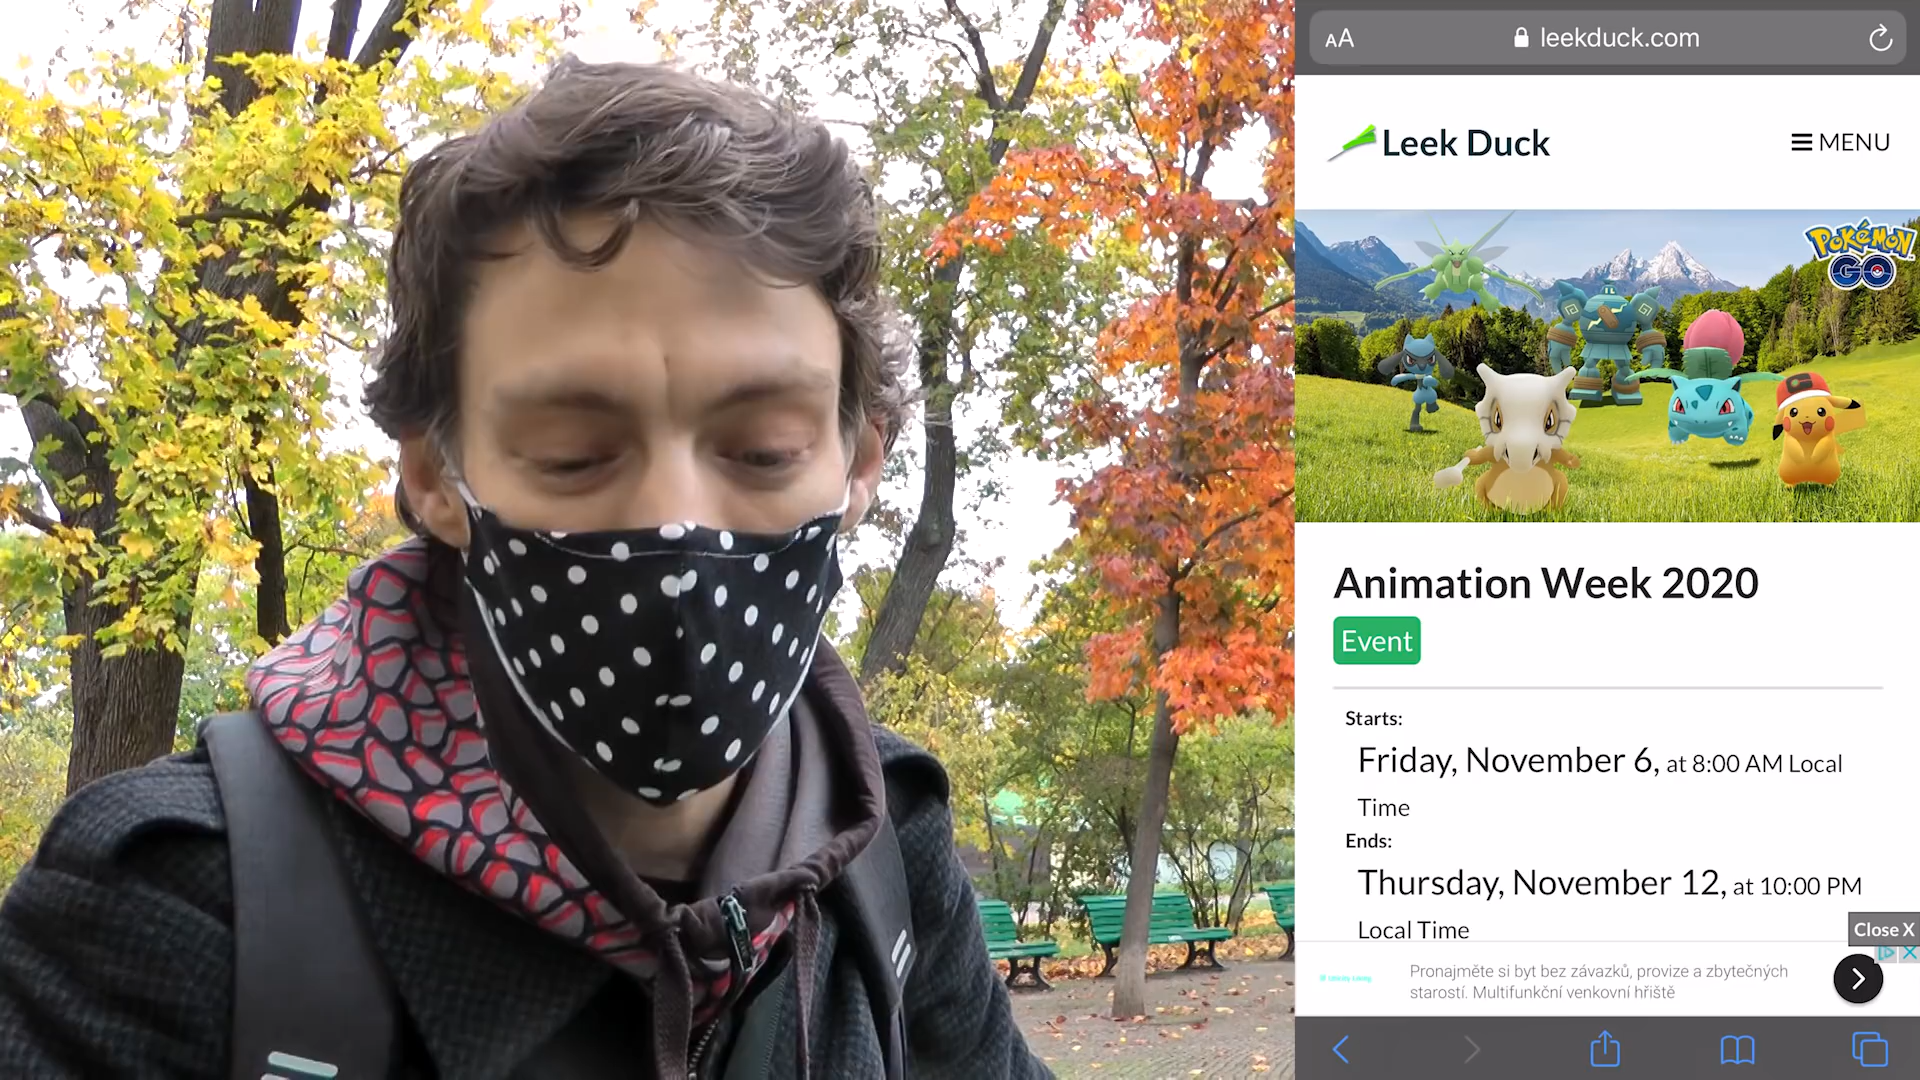 AA leekduck.com
Leek Duck
MENU
POKÉMON
GO
Animation Week 2020
Event
Starts:
Friday, November 6, at 8:00 AM Local
Time
Ends:
Thursday, November 12, at 10:00 PM
Local Time
Close X
Pronajměte si byt bez závazků, provize a zbytečných
starostí. Multifunkční venkovní hřiště